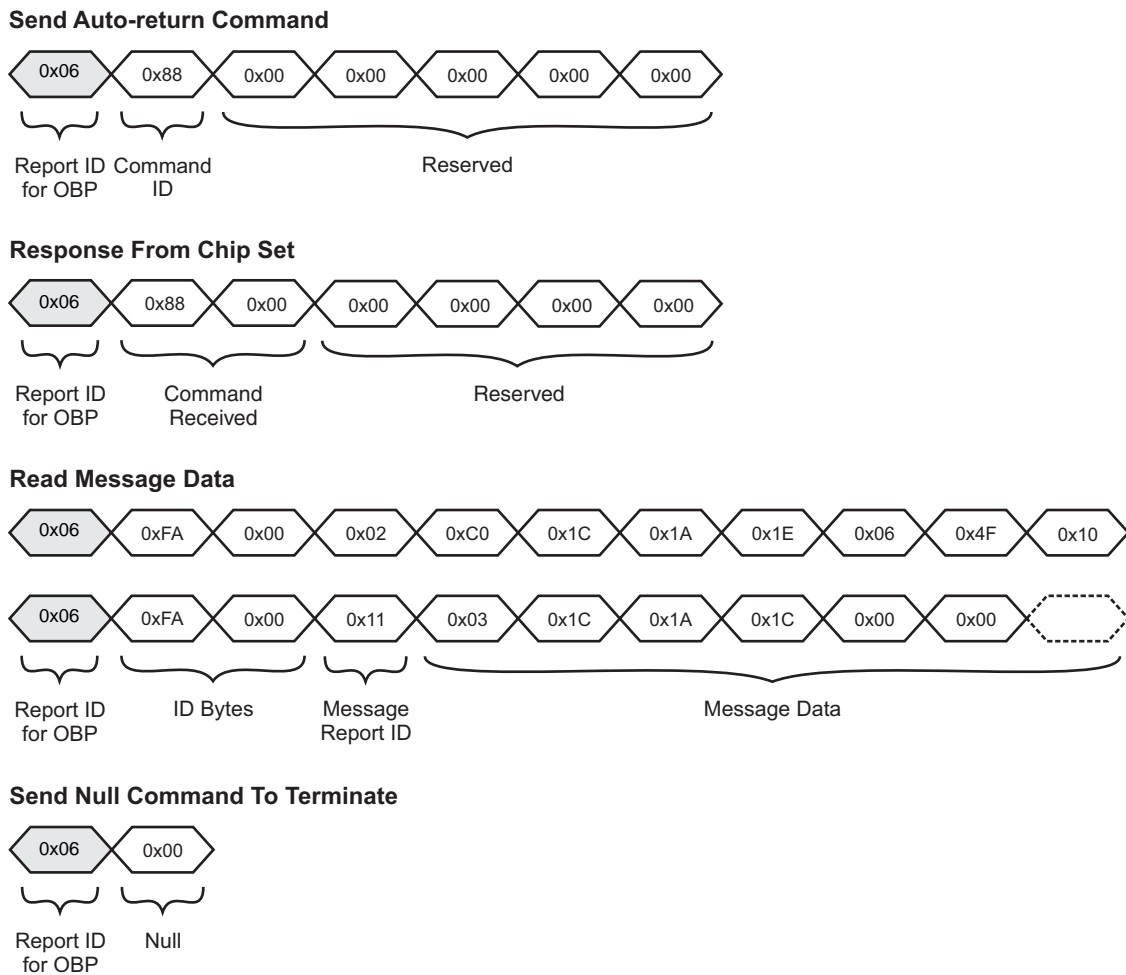 Send Auto-return Command
0x06 0x88 0x00 0x00 0x00 0x00 0x00
Report ID for OBP
Command ID
Reserved
Response From Chip Set
0x06 0x88 0x00 0x00 0x00 0x00 0x00
Report ID for OBP
Command Received
Reserved
Read Message Data
0x06 0xFA 0x00 0x02 0xC0 0x1C 0x1A 0x1E 0x06 0x4F 0x10
0x06 0xFA 0x00 0x11 0x03 0x1C 0x1A 0x1C 0x00 0x00
Report ID for OBP
ID Bytes
Message Report ID
Message Data
Send Null Command To Terminate
0x06 0x00
Report ID for OBP
Null